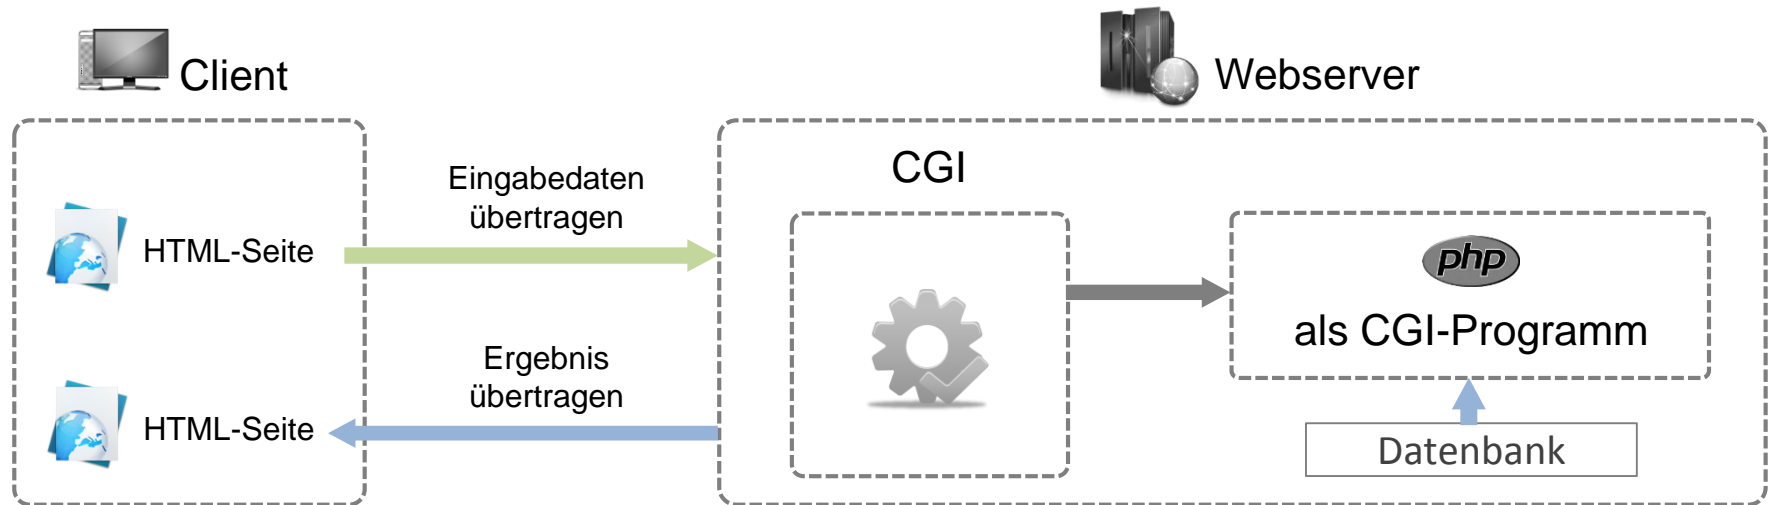 Client
Webserver
CGI
Eingabedaten
übertragen
HTML-Seite
php
als CGI-Programm
Ergebnis
übertragen
HTML-Seite
Datenbank